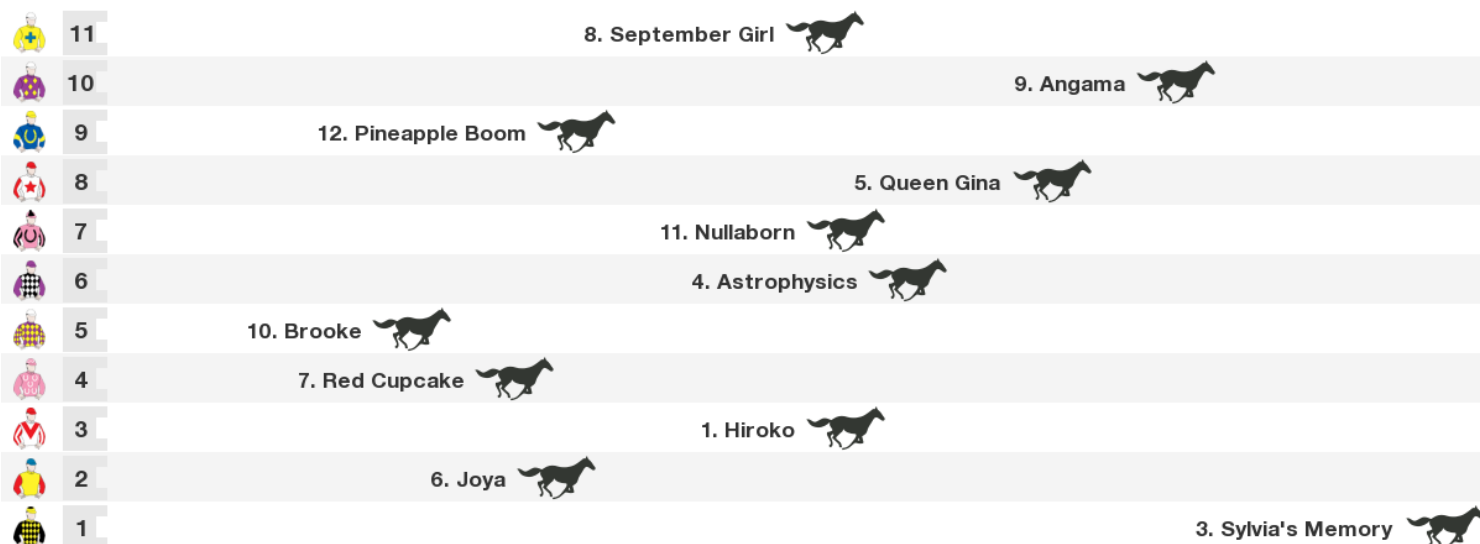 11 8. September Girl
10 9. Angama
9 12. Pineapple Boom
8 5. Queen Gina
7 11. Nullaborn
6 4. Astrophysics
5 10. Brooke
4 7. Red Cupcake
3 1. Hiroko
2 6. Joya
1 3. Sylvia's Memory